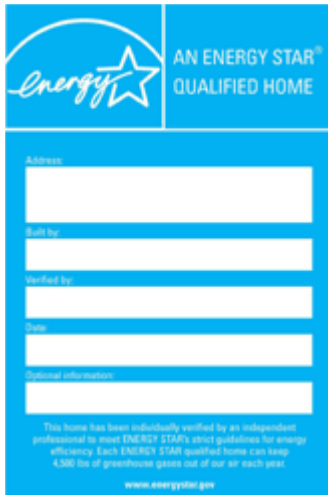 energy
AN ENERGY STAR®
QUALIFIED HOME
Address:
Built by:
Verified by:
Date:
Optional information:
This home has been individually verified by an independent
professional to meet ENERGY STAR's strict guidelines for energy
efficiency. Each ENERGY STAR qualified home can keep
4,500 lbs of greenhouse gases out of our air each year.
www.energystar.gov